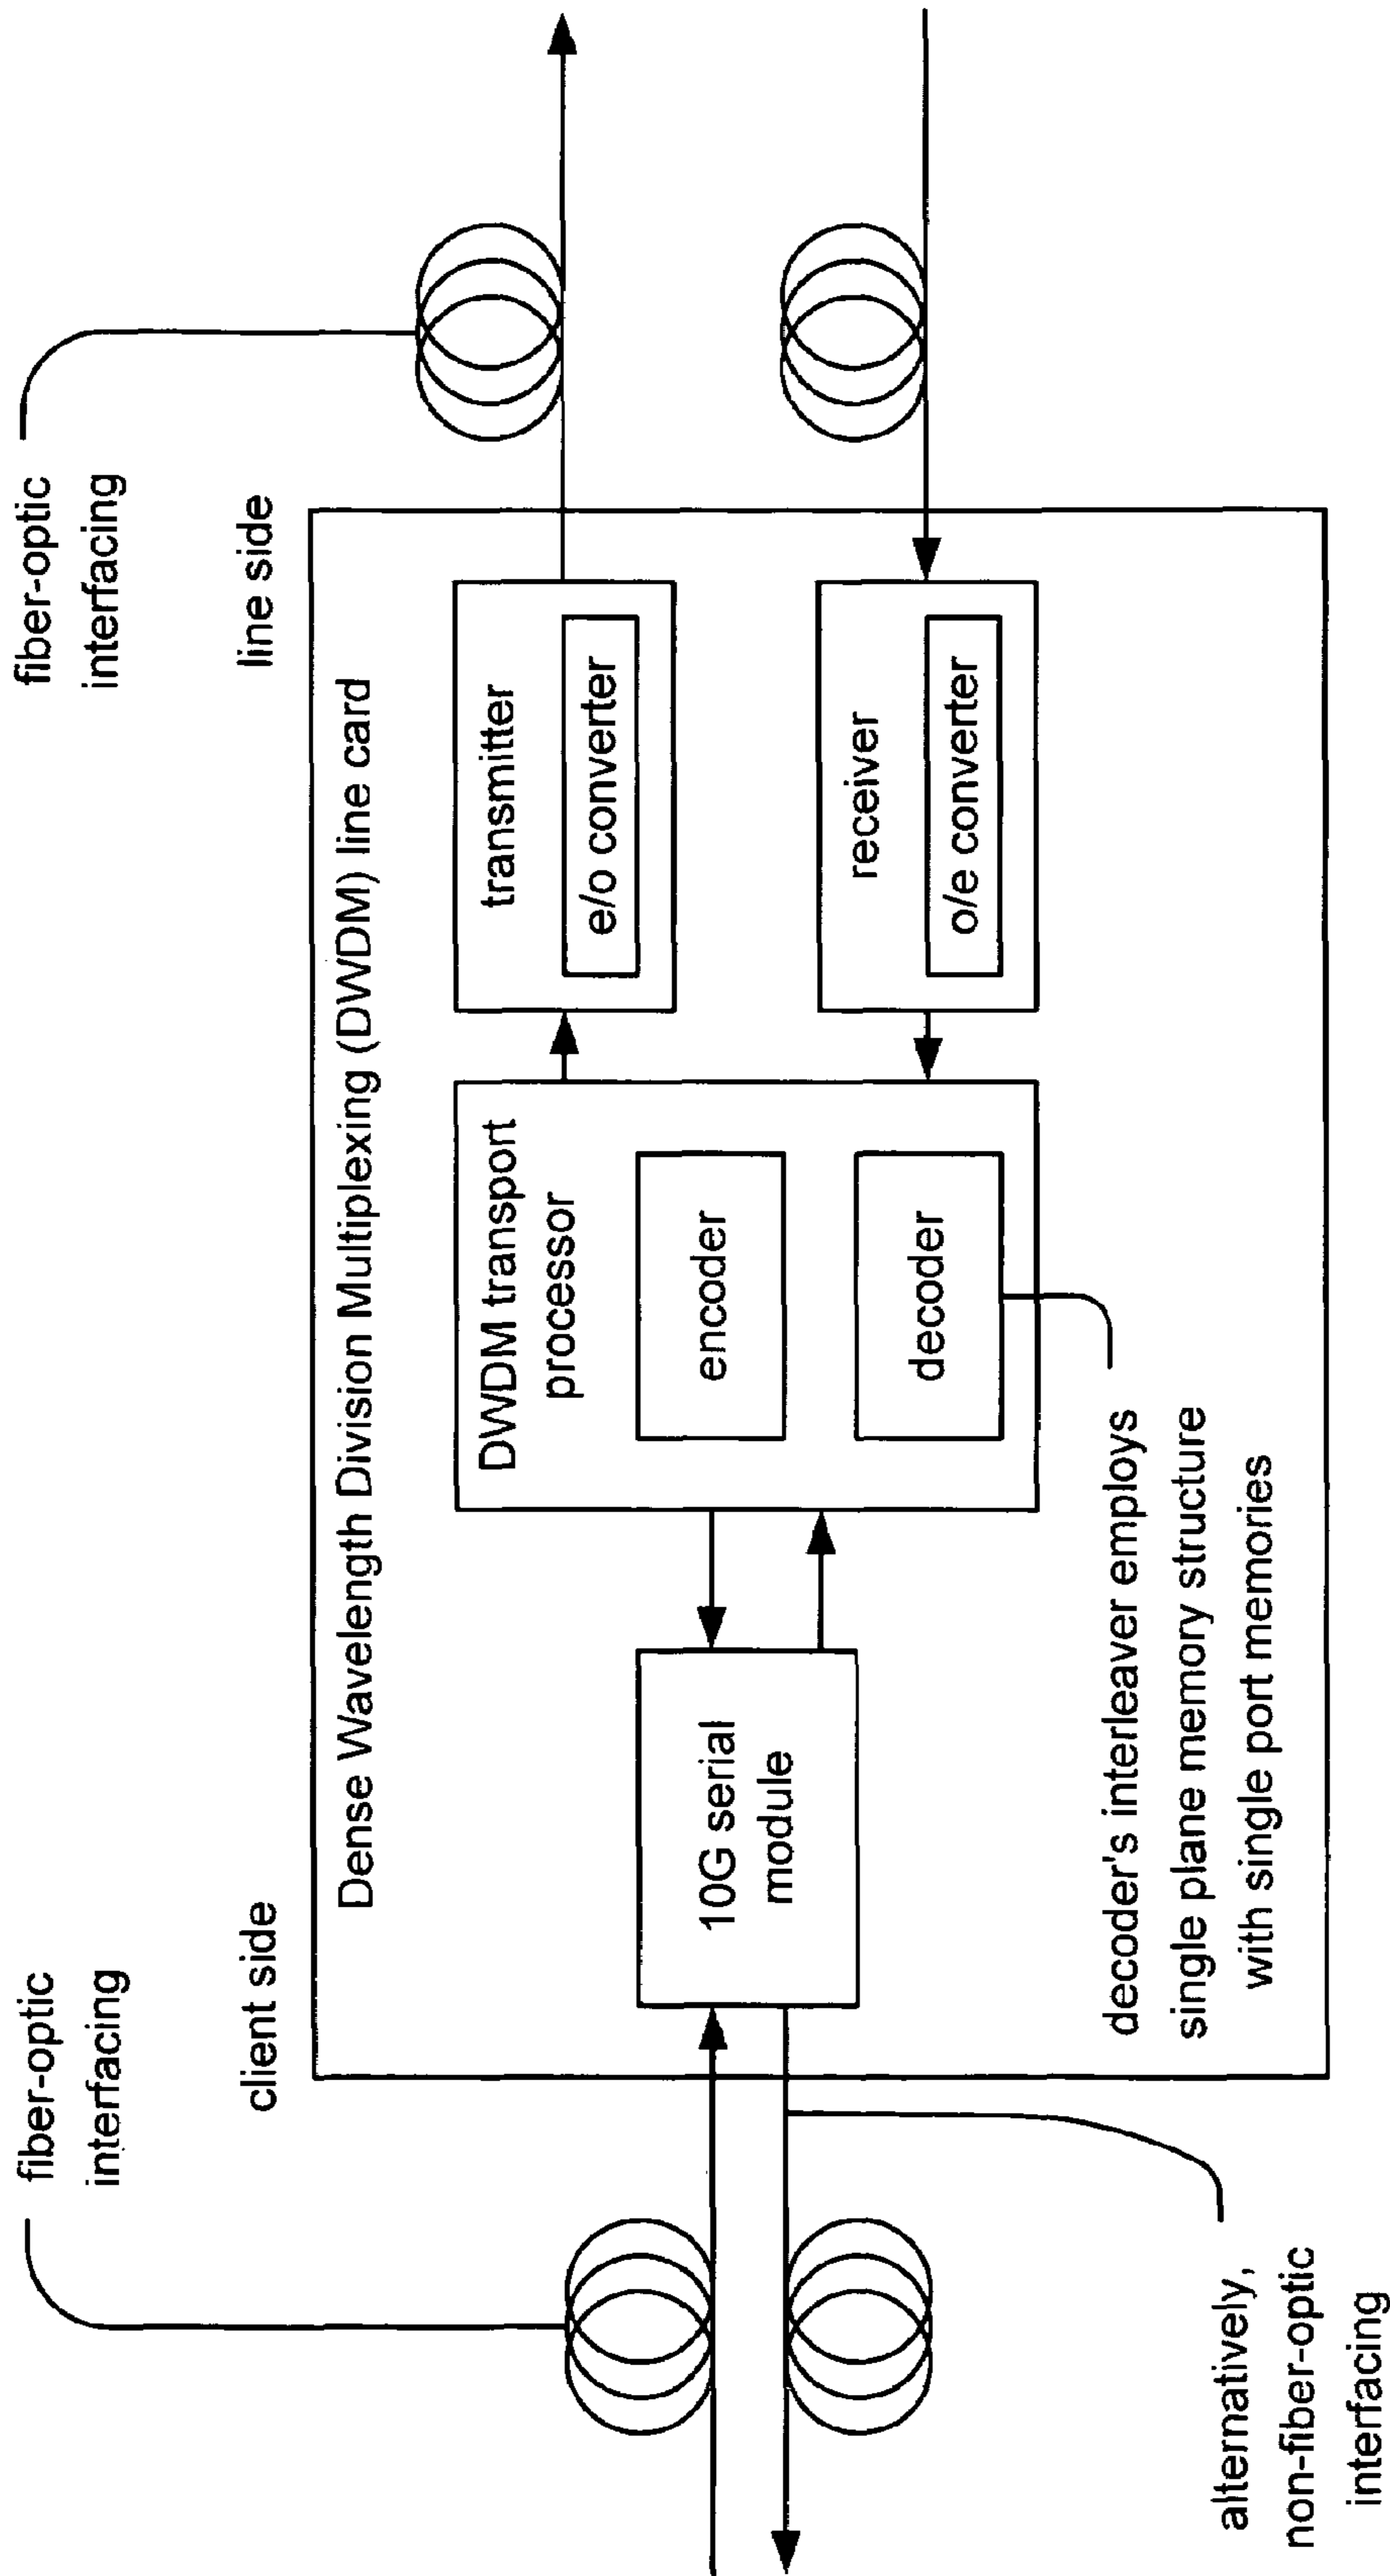 fiber-optic
interfacing
fiber-optic
interfacing
client side
line side
Dense Wavelength Division Multiplexing (DWDM) line card
10G serial
module
DWDM transport
processor
encoder
decoder
transmitter
e/o converter
receiver
o/e converter
decoder's interleaver employs
single plane memory structure
with single port memories
alternatively,
non-fiber-optic
interfacing